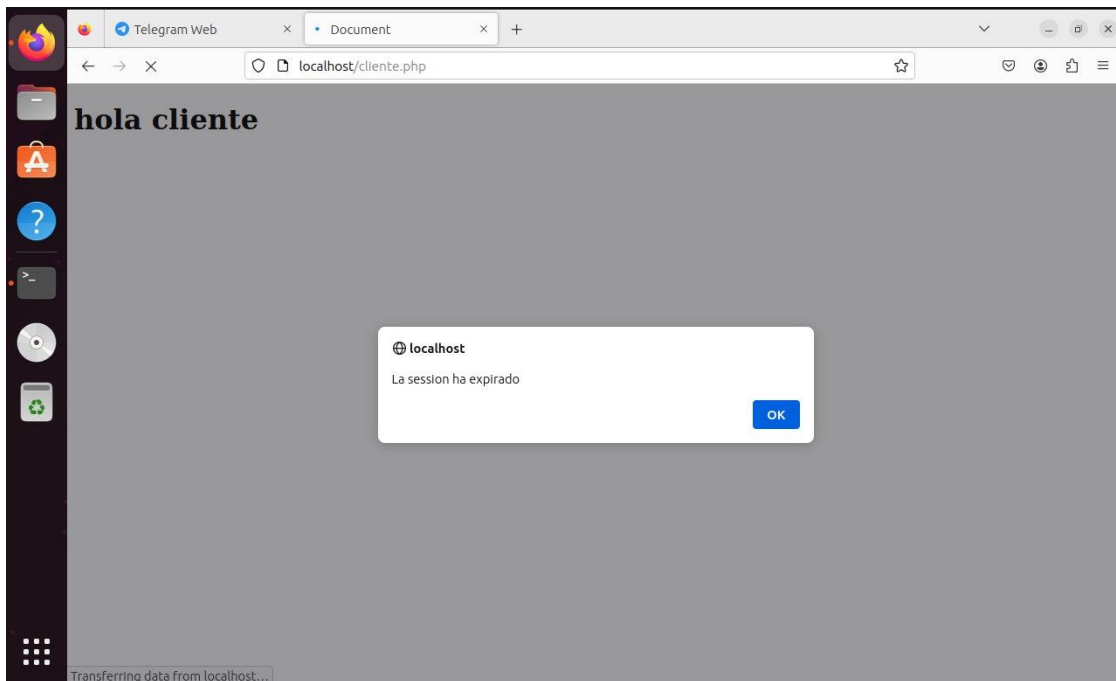 Telegram Web
Document
localhost/cliente.php
hola cliente
localhost
La session ha expirado
OK
Transferring data from localhost...